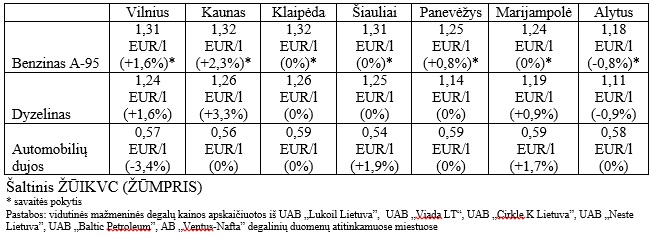 Vilnius Kaunas Klaipėda Šiauliai Panevėžys Marijampolė Alytus
1,31 1,32 1,32 1,31 1,25 1,24 1,18
EUR/l EUR/l EUR/l EUR/l EUR/l EUR/l EUR/l
Benzinas A-95 (+1,6%)* (+2,3%)* (0%)* (0%)* (+0,8%)* (0%)* (-0,8%)*
1,24 1,26 1,26 1,25 1,14 1,19 1,11
EUR/l EUR/l EUR/l EUR/l EUR/l EUR/l EUR/l
Dyzelinas (+1,6%) (+3,3%) (0%) (0%) (0%) (+0,9%) (-0,9%)
0,57 0,56 0,59 0,54 0,59 0,59 0,58
Automobilių EUR/l EUR/l EUR/l EUR/l EUR/l EUR/l EUR/l
dujos (-3,4%) (0%) (0%) (+1,9%) (0%) (+1,7%) (0%)
Šaltinis ŽŪIKVC (ŽŪMPRIS)
* savaitės pokytis
Pastabos: vidutinės mažmeninės degalų kainos apskaičiuotos iš UAB „Lukoil Lietuva”, UAB „Viada LT“, UAB „Cirkle K Lietuva”, UAB „Neste
Lietuva”, UAB „Baltic Petroleum”, AB „Ventus-Nafta” degalinių duomenų atitinkamuose miestuose